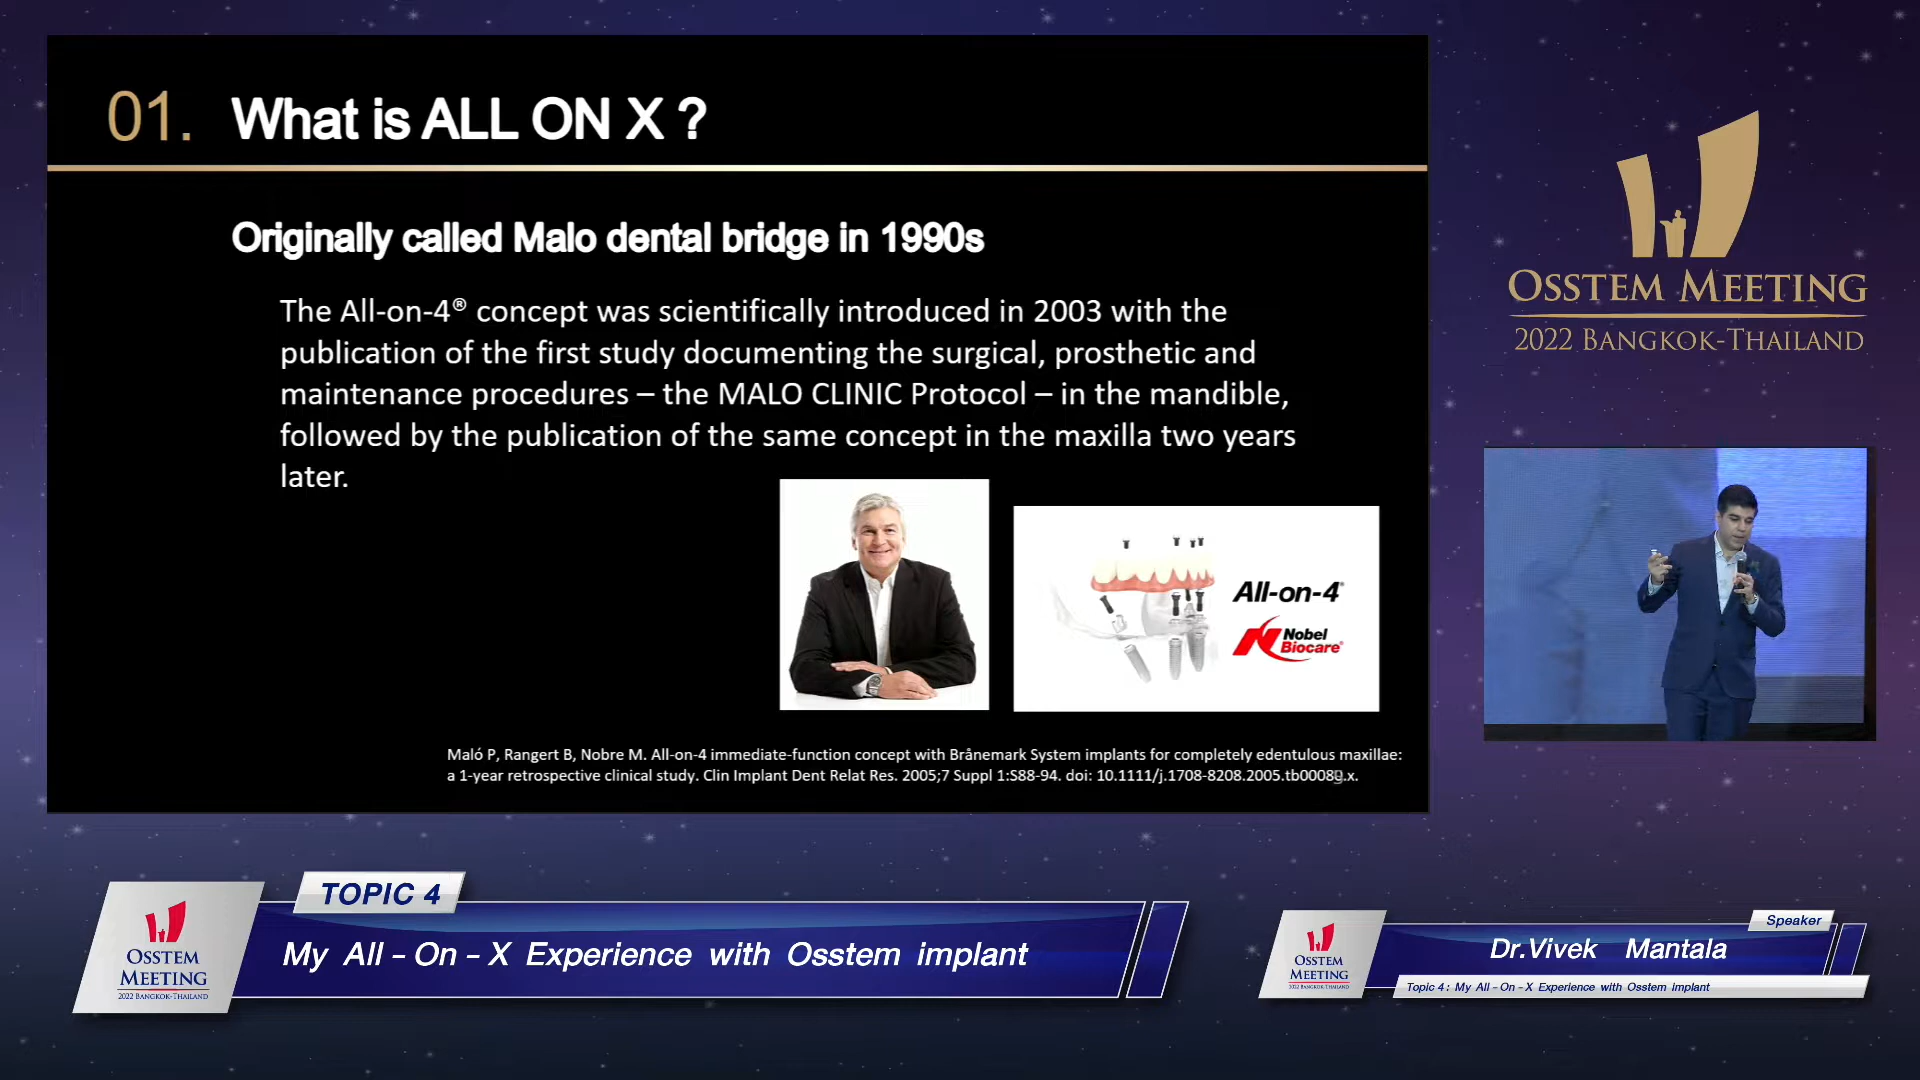 01. What is ALL ON X ?
Originally called Malo dental bridge in 1990s
The All-on-4® concept was scientifically introduced in 2003 with the
publication of the first study documenting the surgical, prosthetic and
maintenance procedures – the MALO CLINIC Protocol – in the mandible,
followed by the publication of the same concept in the maxilla two years
later.
All-on-4®
Nobel
Biocare®
Maló P, Rangert B, Nobre M. All-on-4 immediate-function concept with Brånemark System implants for completely edentulous maxillae:
a 1-year retrospective clinical study. Clin Implant Dent Relat Res. 2005;7 Suppl 1:S88-94. doi:
OSSTEM MEETING
2022 BANGKOK-THAILAND
TOPIC 4
My All - On - X Experience with Osstem implant
OSSTEM
MEETING
2022 BANGKOK-THAILAND
Speaker
Dr.Vivek Mantala
Topic 4 : My All - On - X Experience with Osstem implant
OSSTEM
MEETING
2022 BANGKOK-THAILAND